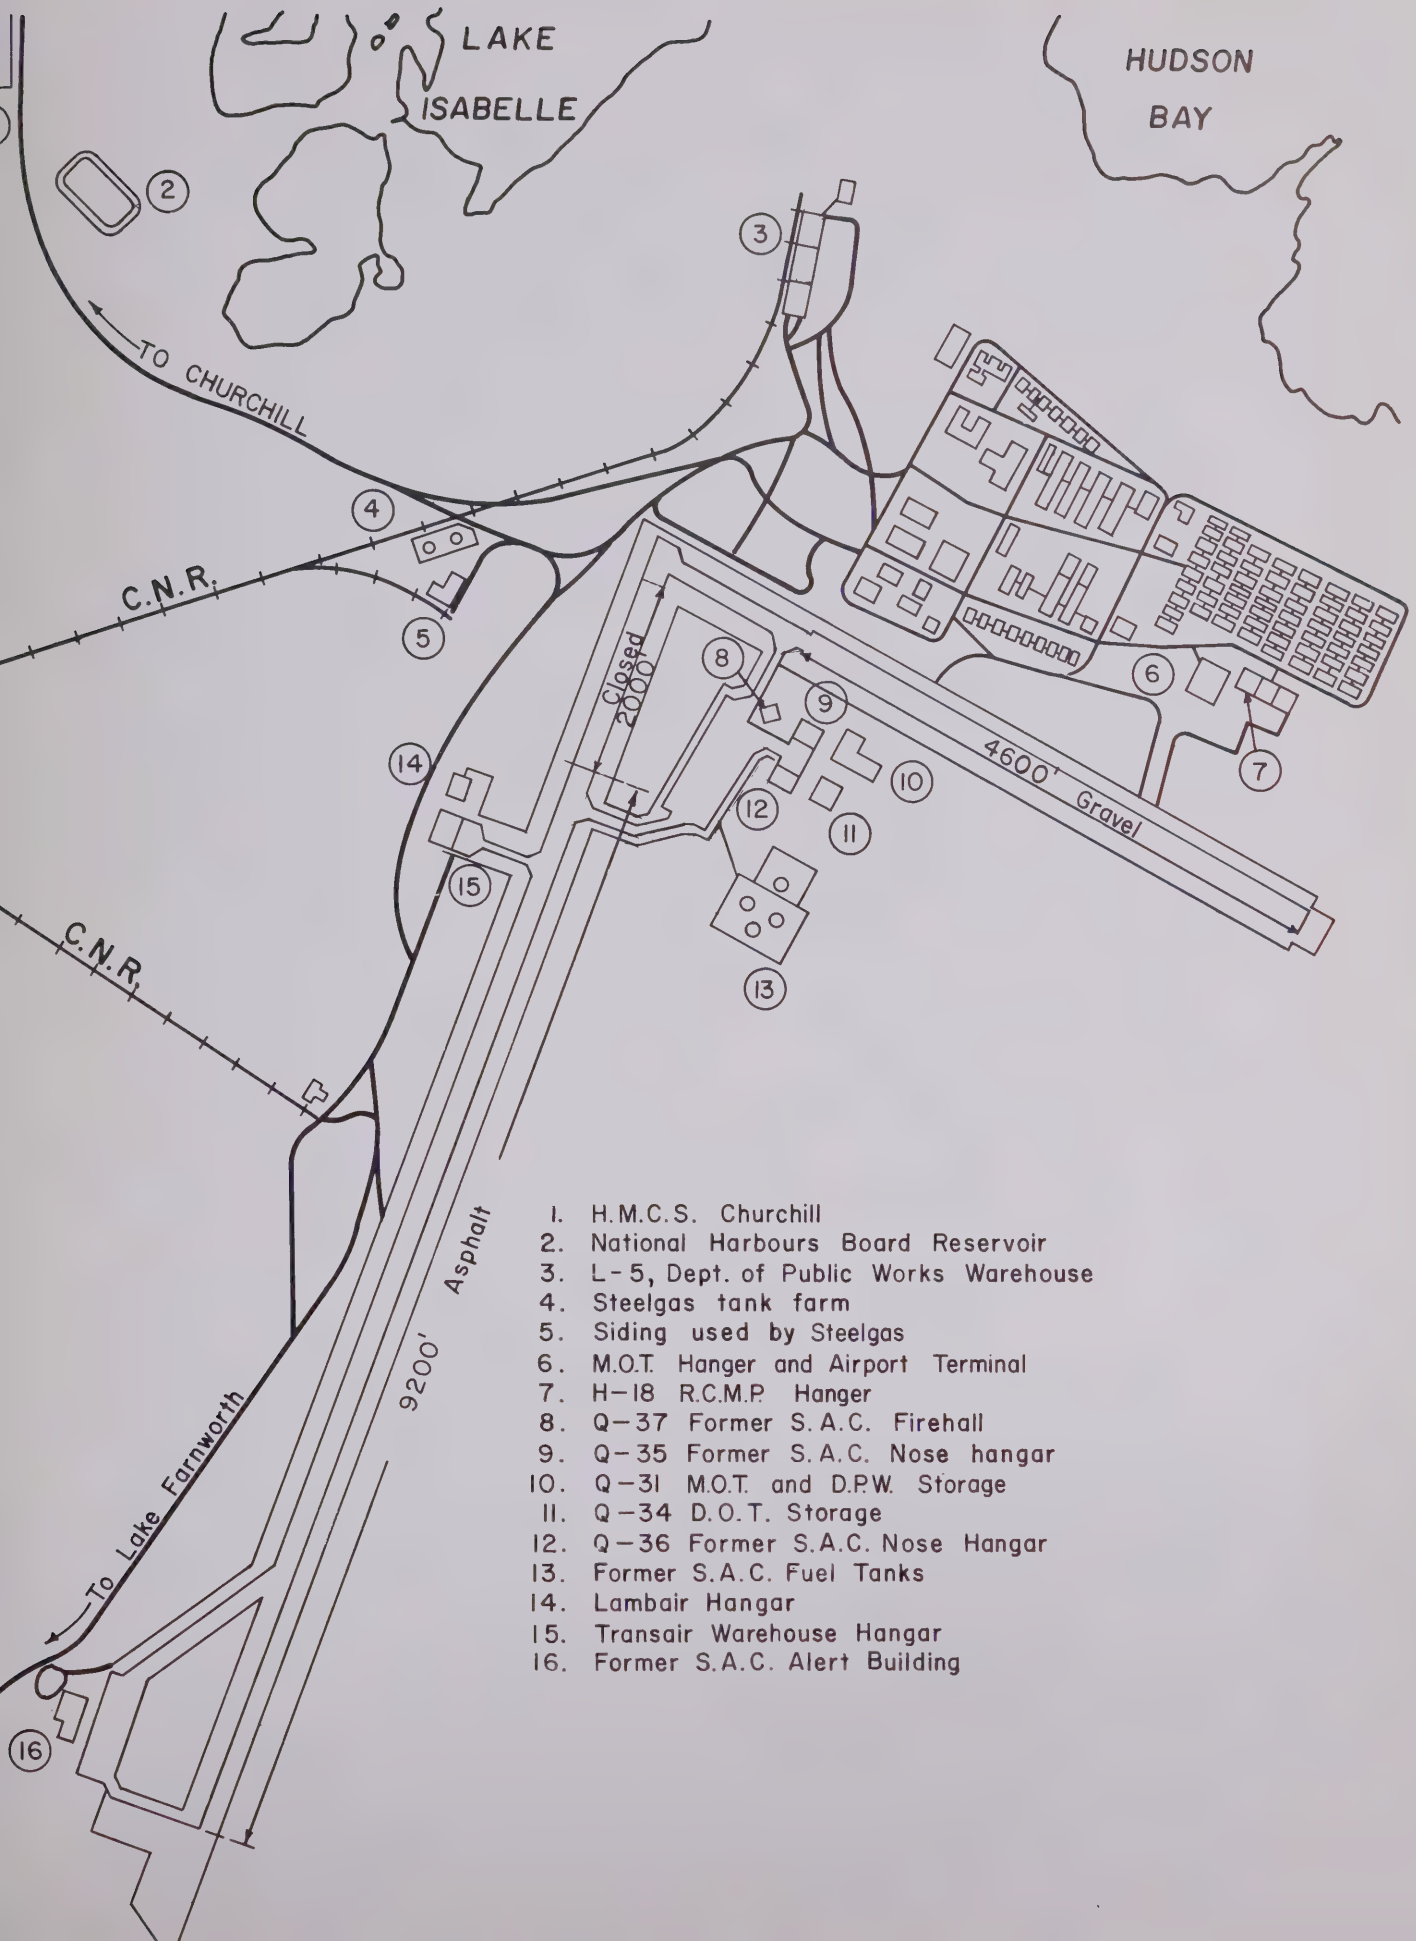 LAKE
ISABELLE
HUDSON
BAY
2
3
TO CHURCHILL
4
C.N.R.
5
Closed
2000'
8
6
9
7
4600' Gravel
14
10
12
11
15
C.N.R.
13
Asphalt
9200'
To Lake Farnworth
16
1. H.M.C.S. Churchill
2. National Harbours Board Reservoir
3. L-5, Dept. of Public Works Warehouse
4. Steelgas tank farm
5. Siding used by Steelgas
6. M.O.T. Hanger and Airport Terminal
7. H-18 R.C.M.P. Hanger
8. Q-37 Former S.A.C. Firehall
9. Q-35 Former S.A.C. Nose hangar
10. Q-31 M.O.T. and D.P.W. Storage
11. Q-34 D.O.T. Storage
12. Q-36 Former S.A.C. Nose Hangar
13. Former S.A.C. Fuel Tanks
14. Lambair Hangar
15. Transair Warehouse Hangar
16. Former S.A.C. Alert Building